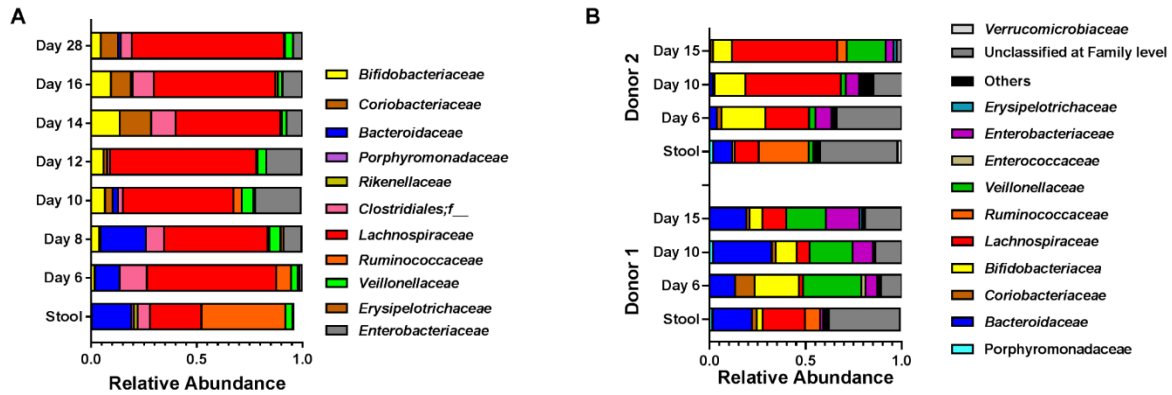 A
Day 28
Day 16
Day 14
Day 12
Day 10
Day 8
Day 6
Stool
0.0
0.5
1.0
Relative Abundance
Bifidobacteriaceae
Coriobacteriaceae
Bacteroidaceae
Porphyromonadaceae
Rikenellaceae
Clostridiales;f__
Lachnospiraceae
Ruminococcaceae
Veillonellaceae
Erysipelotrichaceae
Enterobacteriaceae
B
Donor 2
Day 15
Day 10
Day 6
Stool
Donor 1
Day 15
Day 10
Day 6
Stool
0.0
0.5
1.0
Relative Abundance
Verrucomicrobiaceae
Unclassified at Family level
Others
Erysipelotrichaceae
Enterobacteriaceae
Enterococcaceae
Veillonellaceae
Ruminococcaceae
Lachnospiraceae
Bifidobacteriacea
Coriobacteriaceae
Bacteroidaceae
Porphyromonadaceae